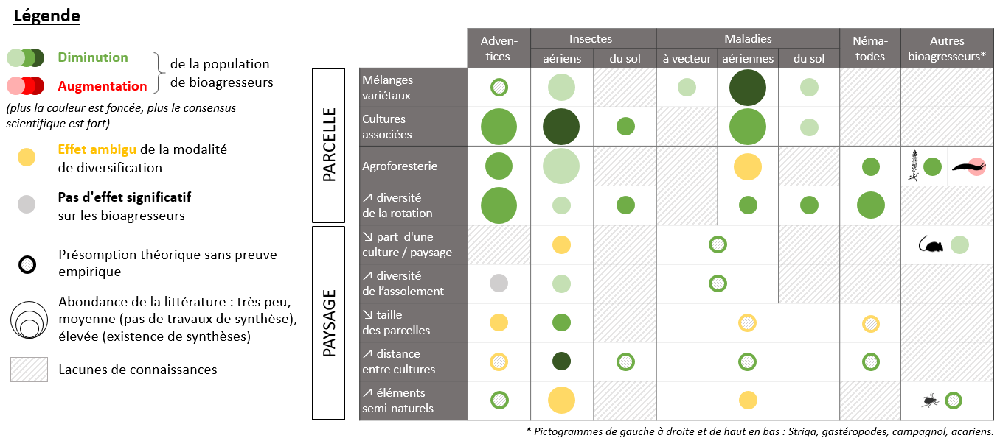 Légende
Diminution
Augmentation
de la population
de bioagresseurs
(plus la couleur est foncée, plus le consensus
scientifique est fort)
Effet ambigu de la modalité
de diversification
Pas d'effet significatif
sur les bioagresseurs
Présomption théorique sans preuve
empirique
Abondance de la littérature : très peu,
moyenne (pas de travaux de synthèse),
élevée (existence de synthèses)
Lacunes de connaissances
Adven-
tices
Insectes
aériens
du sol
Maladies
à vecteur
aériennes
du sol
Néma-
todes
Autres
bioagresseurs*
PARCELLE
Mélanges
variétaux
Cultures
associées
Agroforesterie
↗ diversité
de la rotation
PAYSAGE
↘ part d'une
culture / paysage
↗ diversité
de l'assolement
↘ taille
des parcelles
↗ distance
entre cultures
↗ éléments
semi-naturels
* Pictogrammes de gauche à droite et de haut en bas : Striga, gastéropodes, campagnol, acariens.